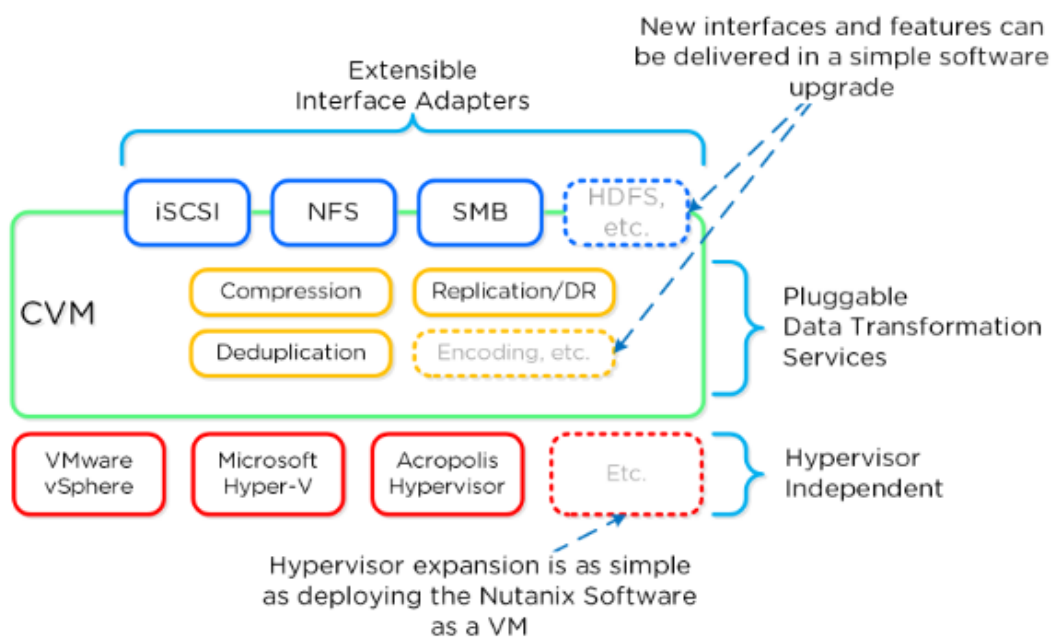 New interfaces and features can
be delivered in a simple software
upgrade
Extensible
Interface Adapters
iSCSI
NFS
SMB
HDFS,
etc.
CVM
Compression
Replication/DR
Deduplication
Encoding, etc.
Pluggable
Data Transformation
Services
VMware
vSphere
Microsoft
Hyper-V
Acropolis
Hypervisor
Etc.
Hypervisor
Independent
Hypervisor expansion is as simple
as deploying the Nutanix Software
as a VM